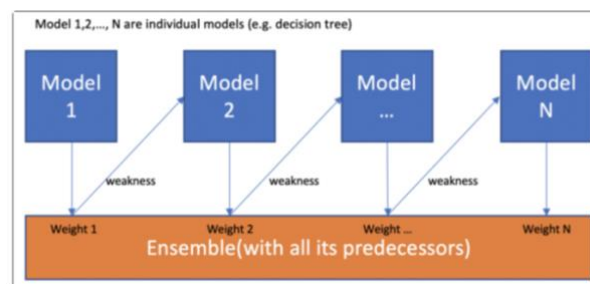 Model 1,2,..., N are individual models (e.g. decision tree)
Model
1
Model
2
Model
...
Model
N
weakness
weakness
weakness
Weight 1
Weight 2
Weight ...
Weight N
Ensemble(with all its predecessors)